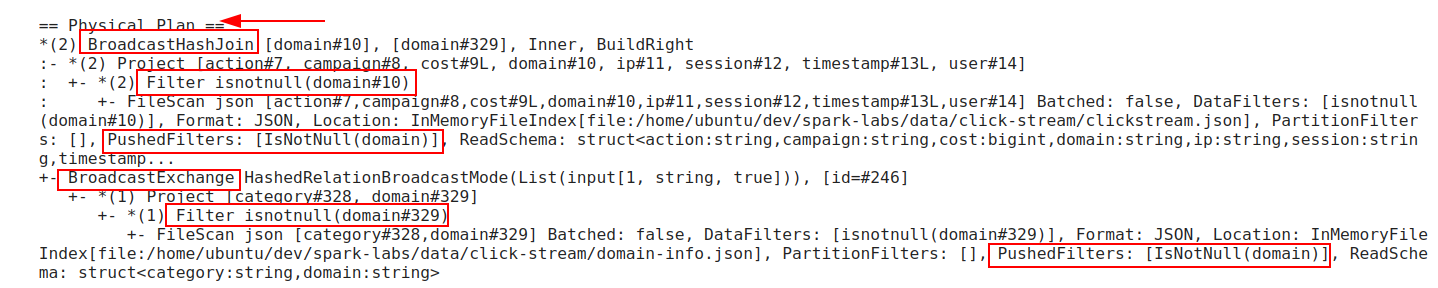 == Physical Plan ==
*(2) BroadcastHashJoin [domain#10], [domain#329], Inner, BuildRight
:- *(2) Project [action#7, campaign#8, cost#9L, domain#10, ip#11, session#12, timestamp#13L, user#14]
:  +- *(2) Filter isnotnull(domain#10)
:     +- FileScan json [action#7,campaign#8,cost#9L,domain#10,ip#11,session#12,timestamp#13L,user#14] Batched: false, DataFilters: [isnotnull
(domain#10)], Format: JSON, Location: InMemoryFileIndex[file:/home/ubuntu/dev/spark-labs/data/click-stream/clickstream.json], PartitionFilter
s: [], PushedFilters: [IsNotNull(domain)], ReadSchema: struct<action:string,campaign:string,cost:bigint,domain:string,ip:string,session:strin
g,timestamp...
+- BroadcastExchange HashedRelationBroadcastMode(List(input[1, string, true])), [id=#246]
   +- *(1) Project [category#328, domain#329]
      +- *(1) Filter isnotnull(domain#329)
         +- FileScan json [category#328,domain#329] Batched: false, DataFilters: [isnotnull(domain#329)], Format: JSON, Location: InMemoryFile
Index[file:/home/ubuntu/dev/spark-labs/data/click-stream/domain-info.json], PartitionFilters: [], PushedFilters: [IsNotNull(domain)], ReadSche
ma: struct<category:string,domain:string>